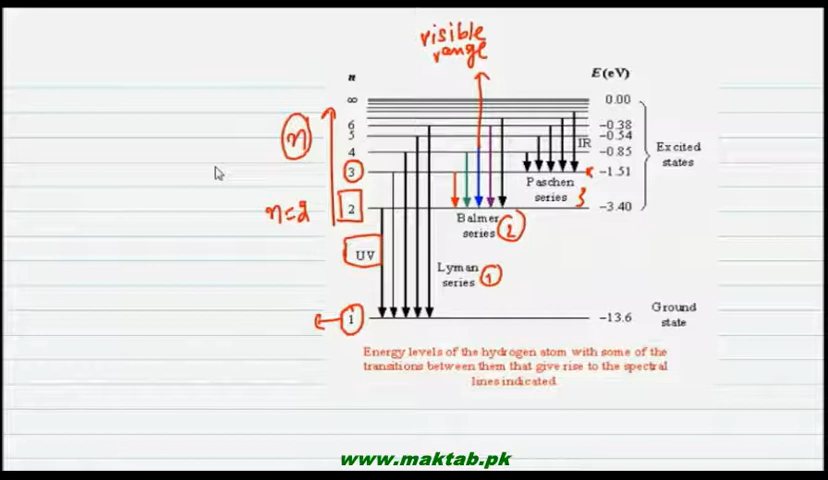 visible
range
n
E (eV)
∞
0.00
6
-0.38
5
-0.54
n
IR
4
-0.85
Excited
states
3
-1.51
Paschen
series
3
n=2
2
-3.40
Balmer
series
2
UV
Lyman
series
1
1
-13.6
Ground
state
Energy levels of the hydrogen atom with some of the
transitions between them that give rise to the spectral
lines indicated
www.maktab.pk